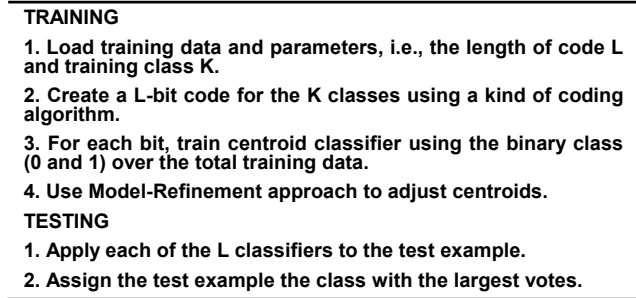 TRAINING
1. Load training data and parameters, i.e., the length of code L
and training class K.
2. Create a L-bit code for the K classes using a kind of coding
algorithm.
3. For each bit, train centroid classifier using the binary class
(0 and 1) over the total training data.
4. Use Model-Refinement approach to adjust centroids.
TESTING
1. Apply each of the L classifiers to the test example.
2. Assign the test example the class with the largest votes.